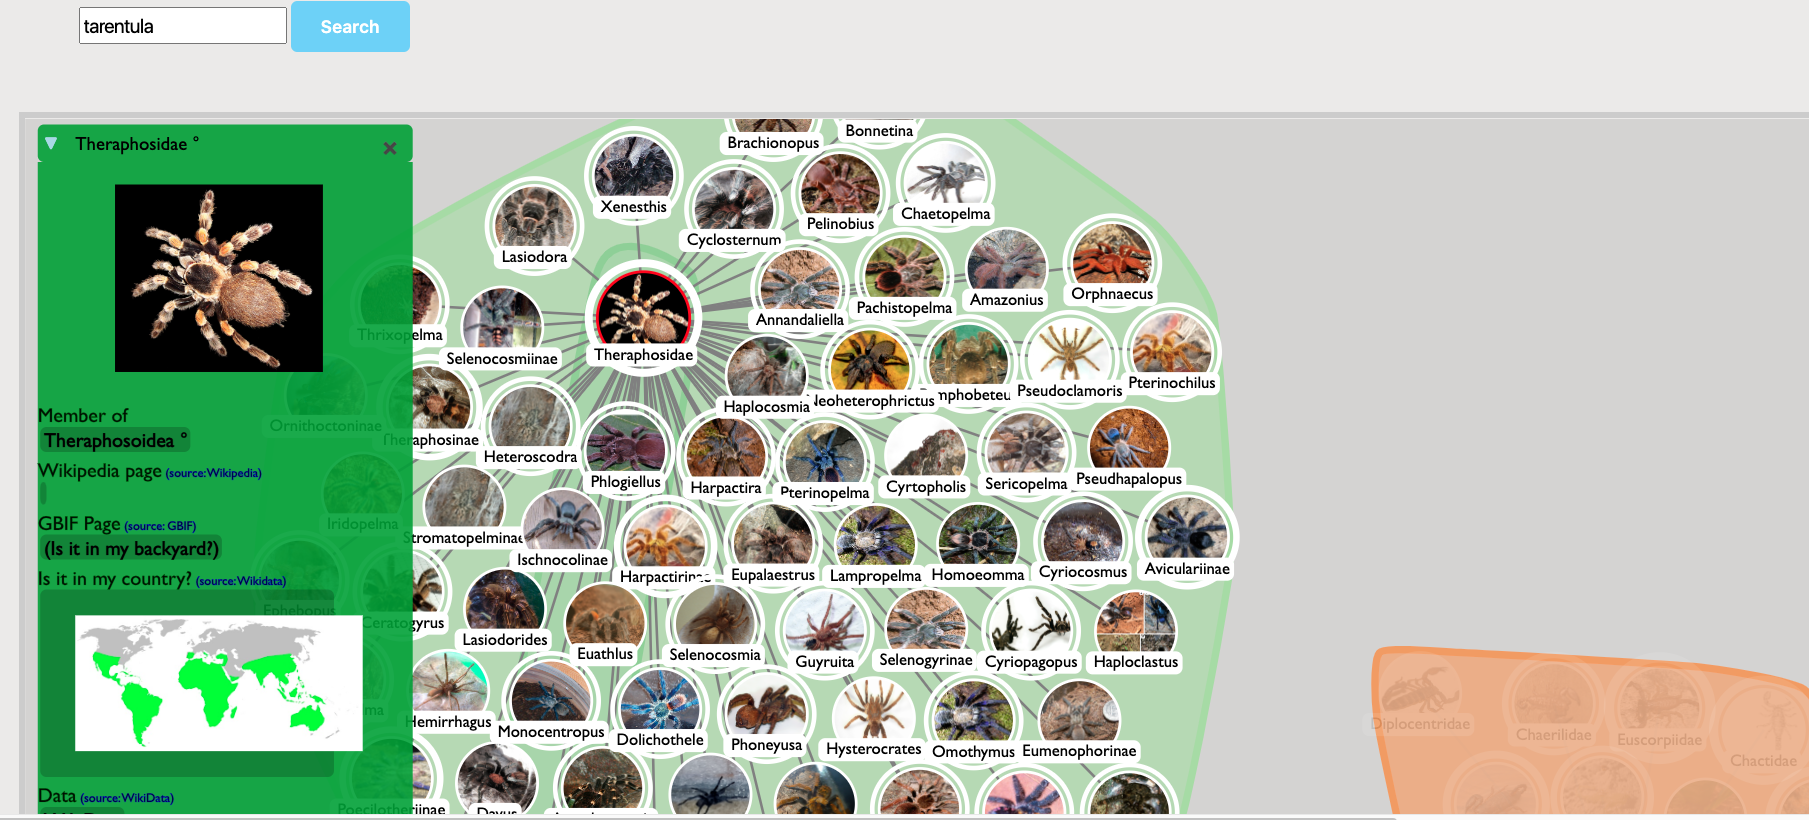 tarentula
Search
Theraphosidae °
Member of
Theraphosoidea °
Wikipedia page (source:Wikipedia)
GBIF Page (source: GBIF)
(Is it in my backyard?)
Is it in my country? (source:Wikidata)
Data (source:WikiData)
Brachionopus
Bonnetina
Xenesthis
Cyclosternum
Pelinobius
Chaetopelma
Lasiodora
Thrixopelma
Selenocosmiinae
Theraphosidae
Annandaliella
Pachistopelma
Amazonius
Orphnaecus
Ornithoctoninae
Theraphosinae
Heteroscodra
Haplocosmia
Neoheterophrictus
mphobeteu
Pseudoclamoris
Pterinochilus
Iridopelma
Stromatopelminae
Phlogiellus
Harpactira
Pterinopelma
Cyrtopholis
Sericopelma
Pseudhapalopus
Ischnocolinae
Harpactirinae
Eupalaestrus
Lampropelma
Homoeomma
Cyriocosmus
Aviculariinae
Ephebopus
Ceratogyrus
Lasiodorides
Euathlus
Selenocosmia
Guyruita
Selenogyrinae
Cyriopagopus
Haploclastus
ma
Hemirrhagus
Monocentropus
Dolichothele
Phoneyusa
Hysterocrates
Omothymus
Eumenophorinae
Poecilotheriinae
Davus
Diplocentridae
Chaerilidae
Euscorpiidae
Chactidae